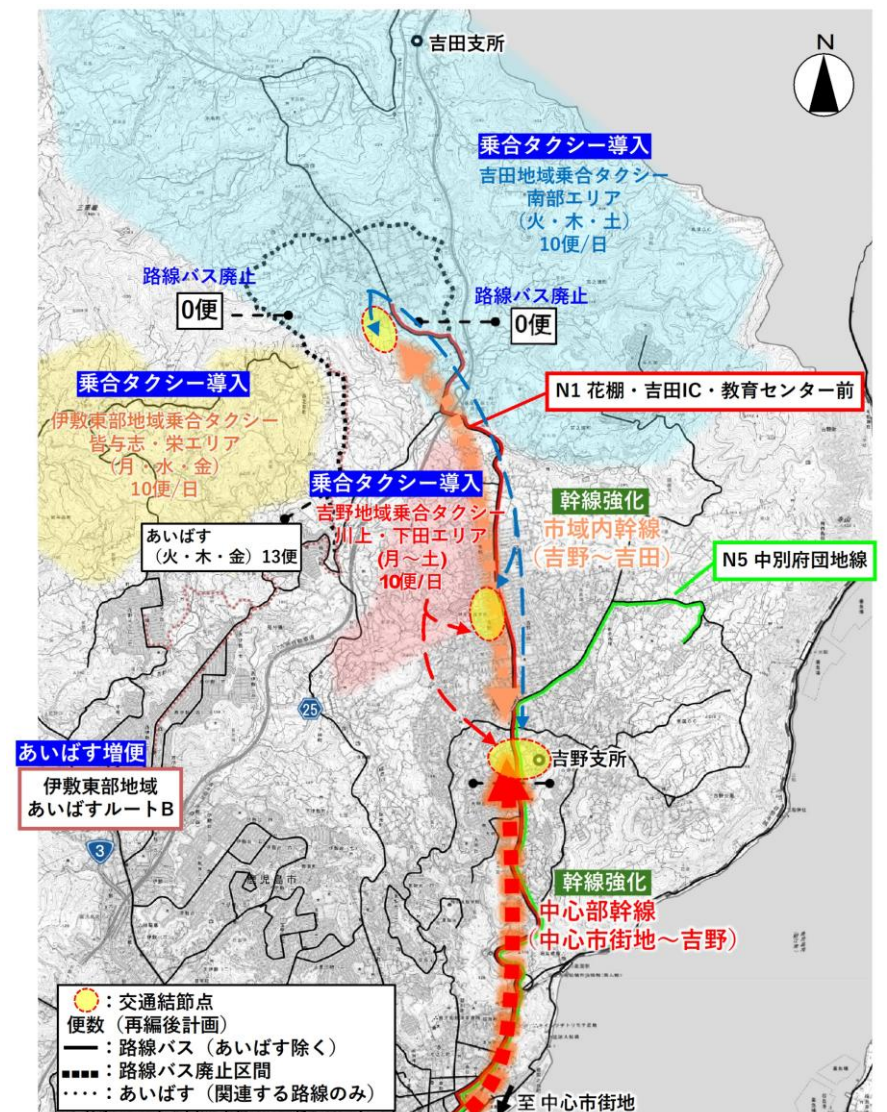 吉田支所
N
乗合タクシー導入
吉田地域乗合タクシー
南部エリア
(火・木・土)
10便/日
路線バス廃止
0便
路線バス廃止
0便
乗合タクシー導入
伊敷東部地域乗合タクシー
皆与志・栄エリア
(月・水・金)
10便/日
N1 花棚・吉田IC・教育センター前
乗合タクシー導入
吉野地域乗合タクシー
川上・下田エリア
(月~土)
10便/日
幹線強化
市域内幹線
(吉野~吉田)
あいばす
(火・木・金)13便
N5 中別府団地線
25
あいばす増便
伊敷東部地域
あいばすルートB
吉野支所
3
鹿児島市
幹線強化
中心部幹線
(中心市街地~吉野)
:交通結節点
便数(再編後計画)
:路線バス(あいばす除く)
:路線バス廃止区間
:あいばす(関連する路線のみ)
至 中心市街地